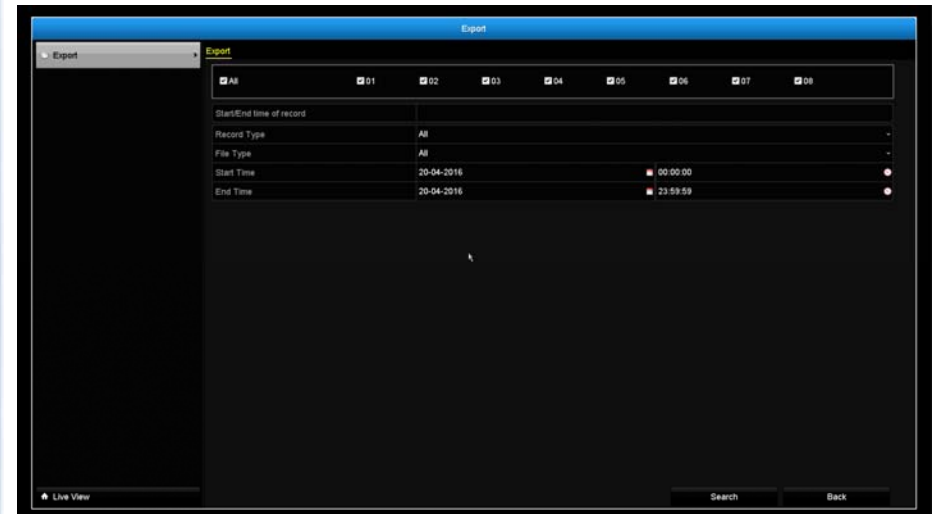 Export
Export
Export
All 01 02 03 04 05 06 07 08
Start/End time of record
Record Type All
File Type All
Start Time 20-04-2016 00:00:00
End Time 20-04-2016 23:59:59
Live View Search Back